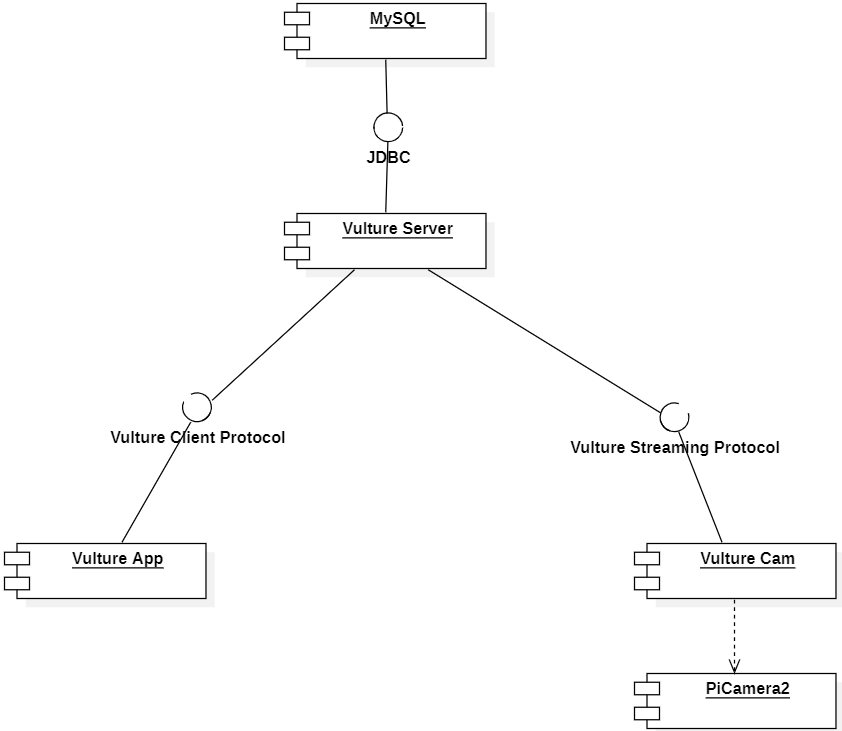 MySQL
JDBC
Vulture Server
Vulture Client Protocol
Vulture Streaming Protocol
Vulture App
Vulture Cam
PiCamera2